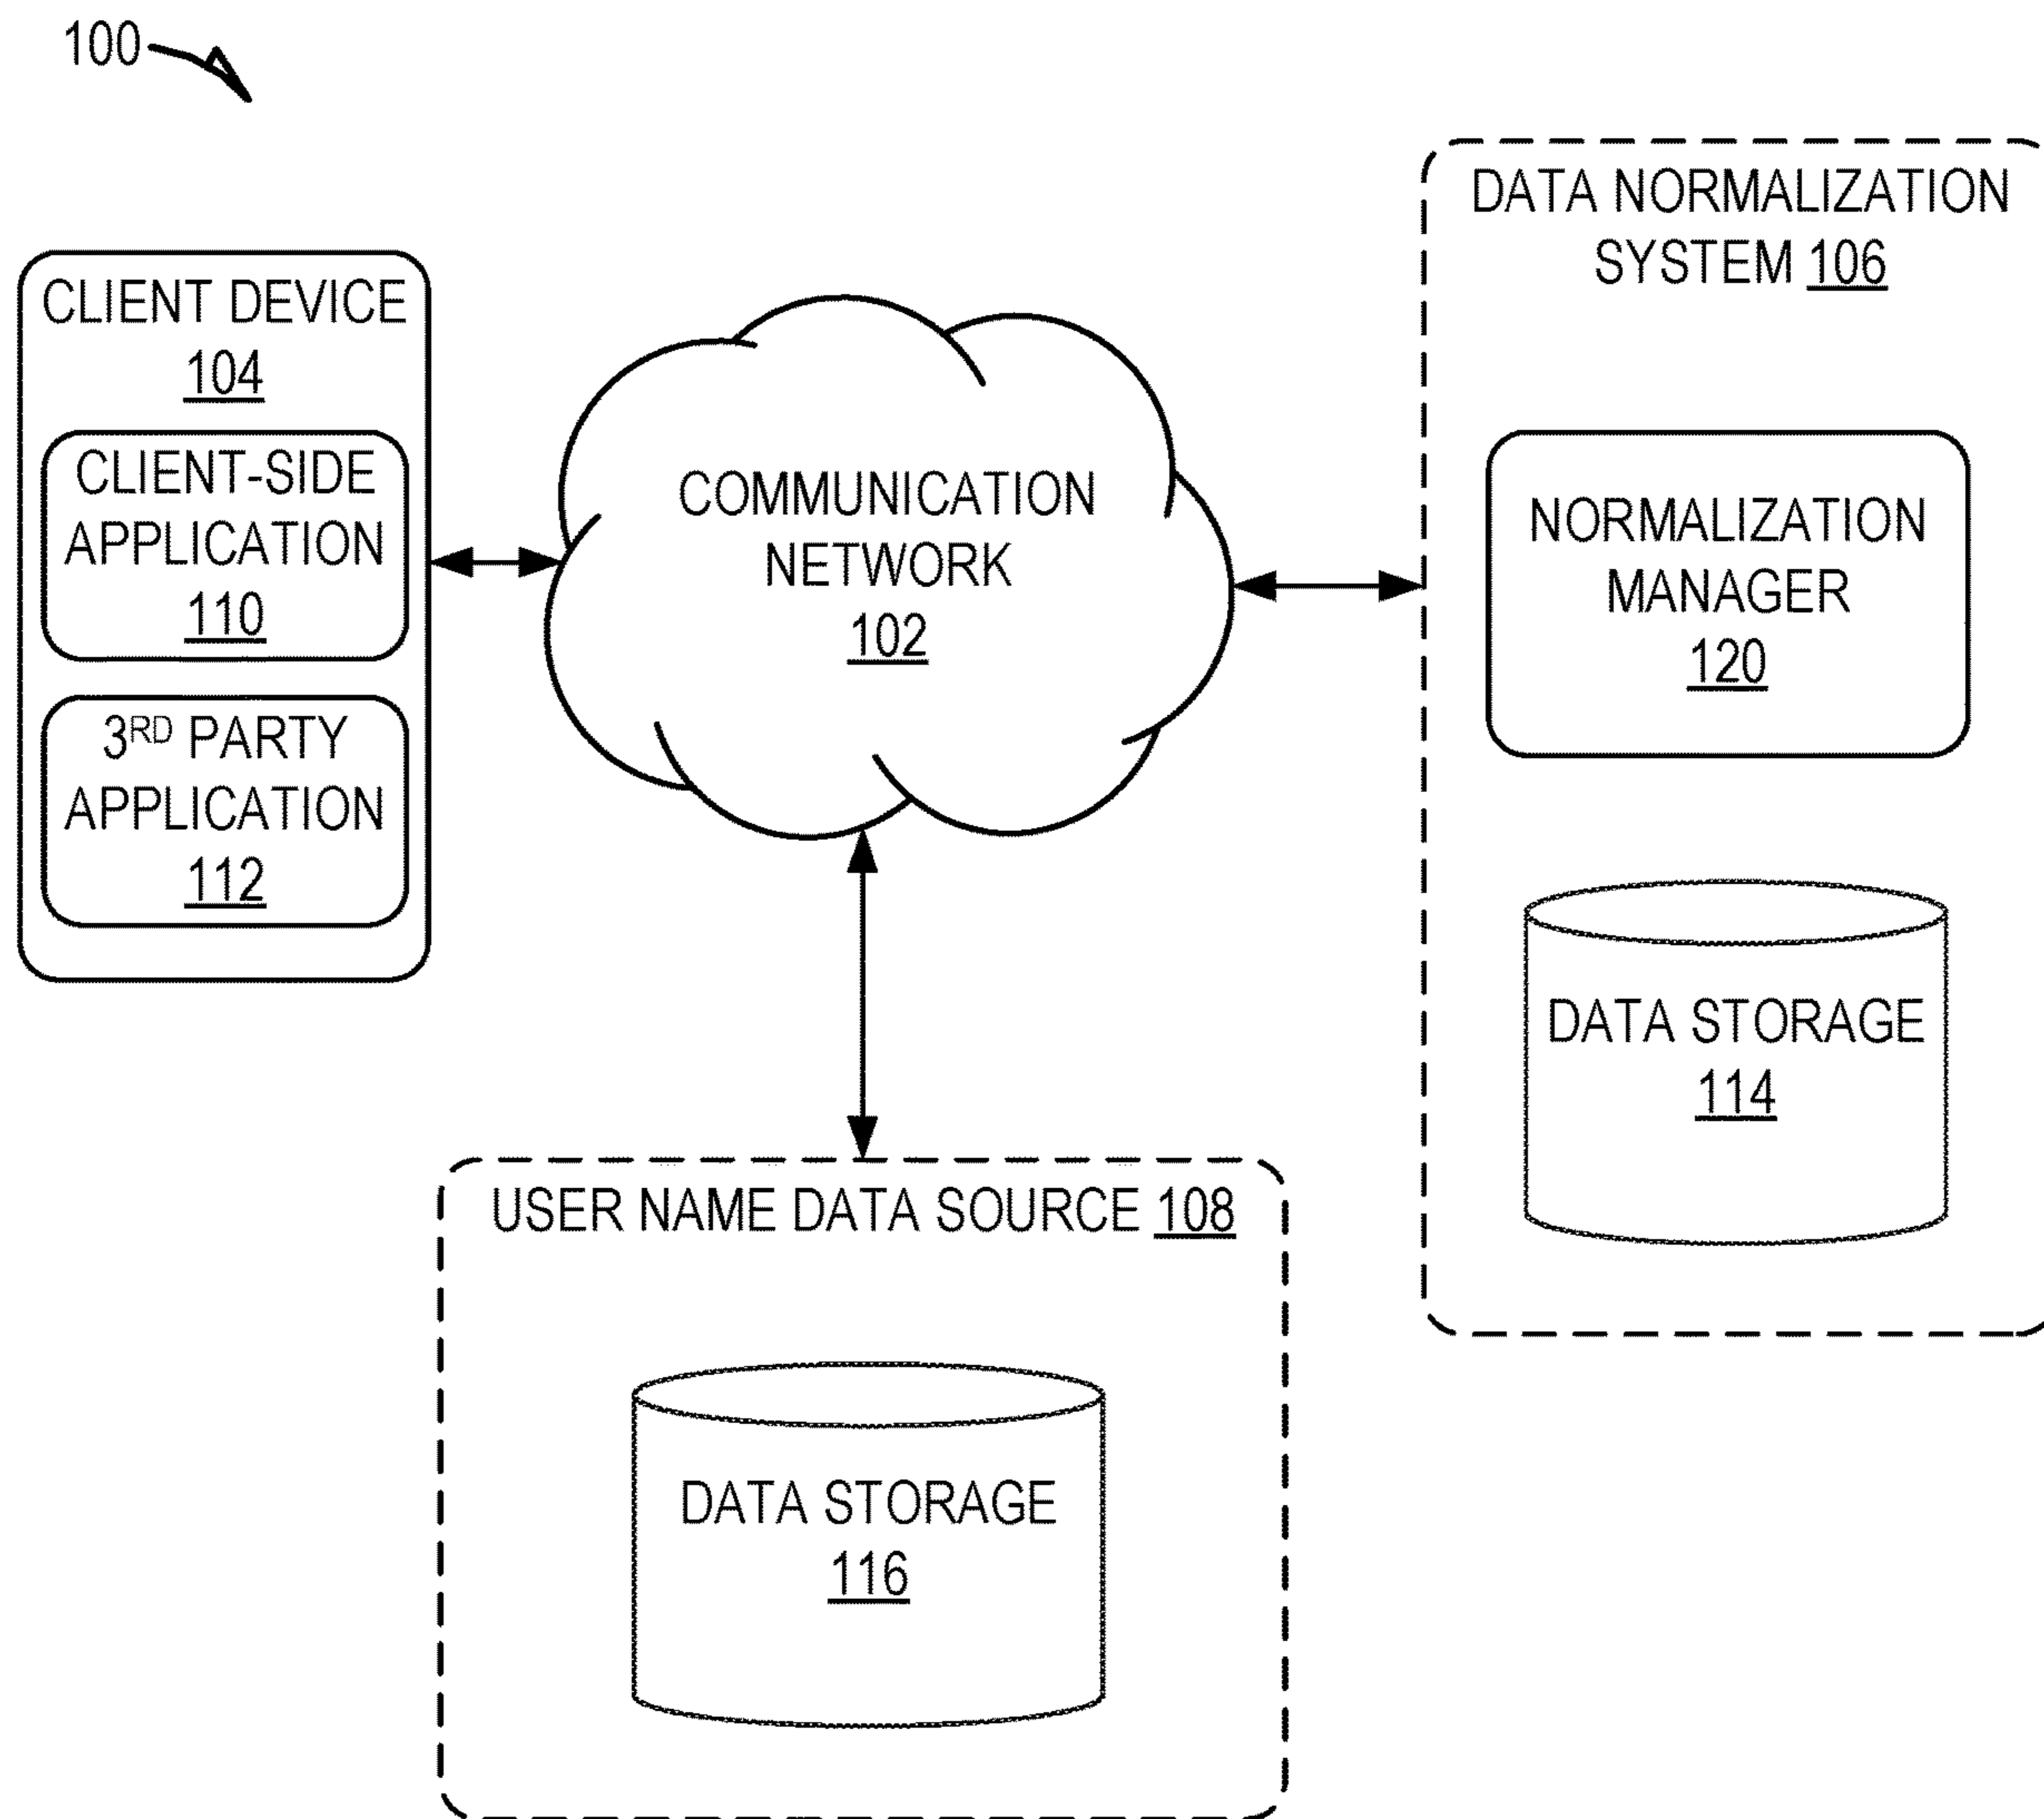 100
CLIENT DEVICE
104
CLIENT-SIDE
APPLICATION
110
3RD PARTY
APPLICATION
112
COMMUNICATION
NETWORK
102
DATA NORMALIZATION
SYSTEM 106
NORMALIZATION
MANAGER
120
DATA STORAGE
114
USER NAME DATA SOURCE 108
DATA STORAGE
116